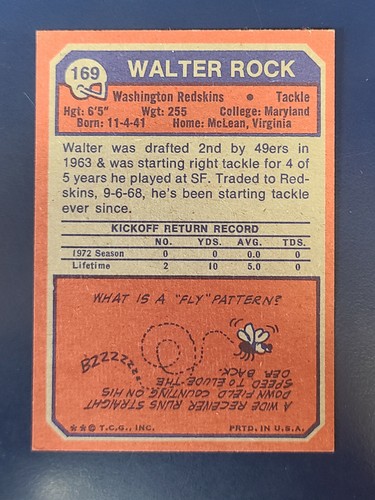 169
WALTER ROCK
Washington Redskins • Tackle
Hgt: 6'5" Wgt: 255 College: Maryland
Born: 11-4-41 Home: McLean, Virginia
Walter was drafted 2nd by 49ers in
1963 & was starting right tackle for 4 of
5 years he played at SF. Traded to Red-
skins, 9-6-68, he's been starting tackle
ever since.
KICKOFF RETURN RECORD
NO. YDS. AVG. TDS.
1972 Season 0 0 0.0 0
Lifetime 2 10 5.0 0
WHAT IS A "FLY" PATTERN?
BZZZZZZZ
A WIDE RECEIVER RUNS STRAIGHT
DOWN FIELD COUNTING ON HIS
SPEED TO ELUDE THE
DEF. BACK.
** © T.C.G., INC. PRTD. IN U.S.A.